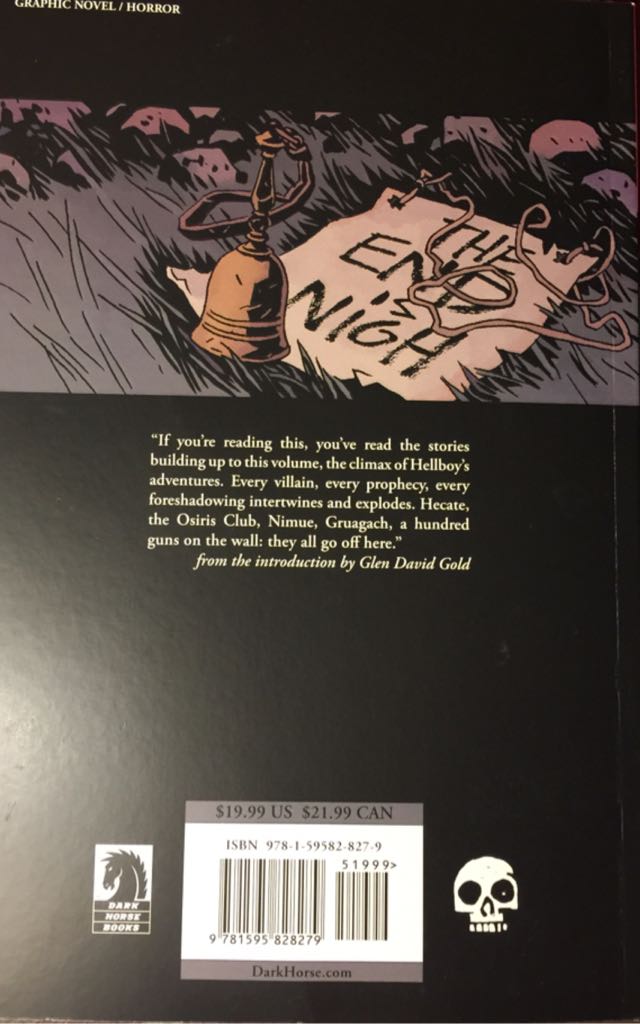 GRAPHIC NOVEL / HORROR
THE
END
IS
NIGH
“If you’re reading this, you’ve read the stories
building up to this volume, the climax of Hellboy’s
adventures. Every villain, every prophecy, every
foreshadowing intertwines and explodes. Hecate,
the Osiris Club, Nimue, Gruagach, a hundred
guns on the wall: they all go off here.”
from the introduction by Glen David Gold
$19.99 US $21.99 CAN
ISBN 978-1-59582-827-9
51999>
9 781595 828279
DARK
HORSE
BOOKS
DarkHorse.com